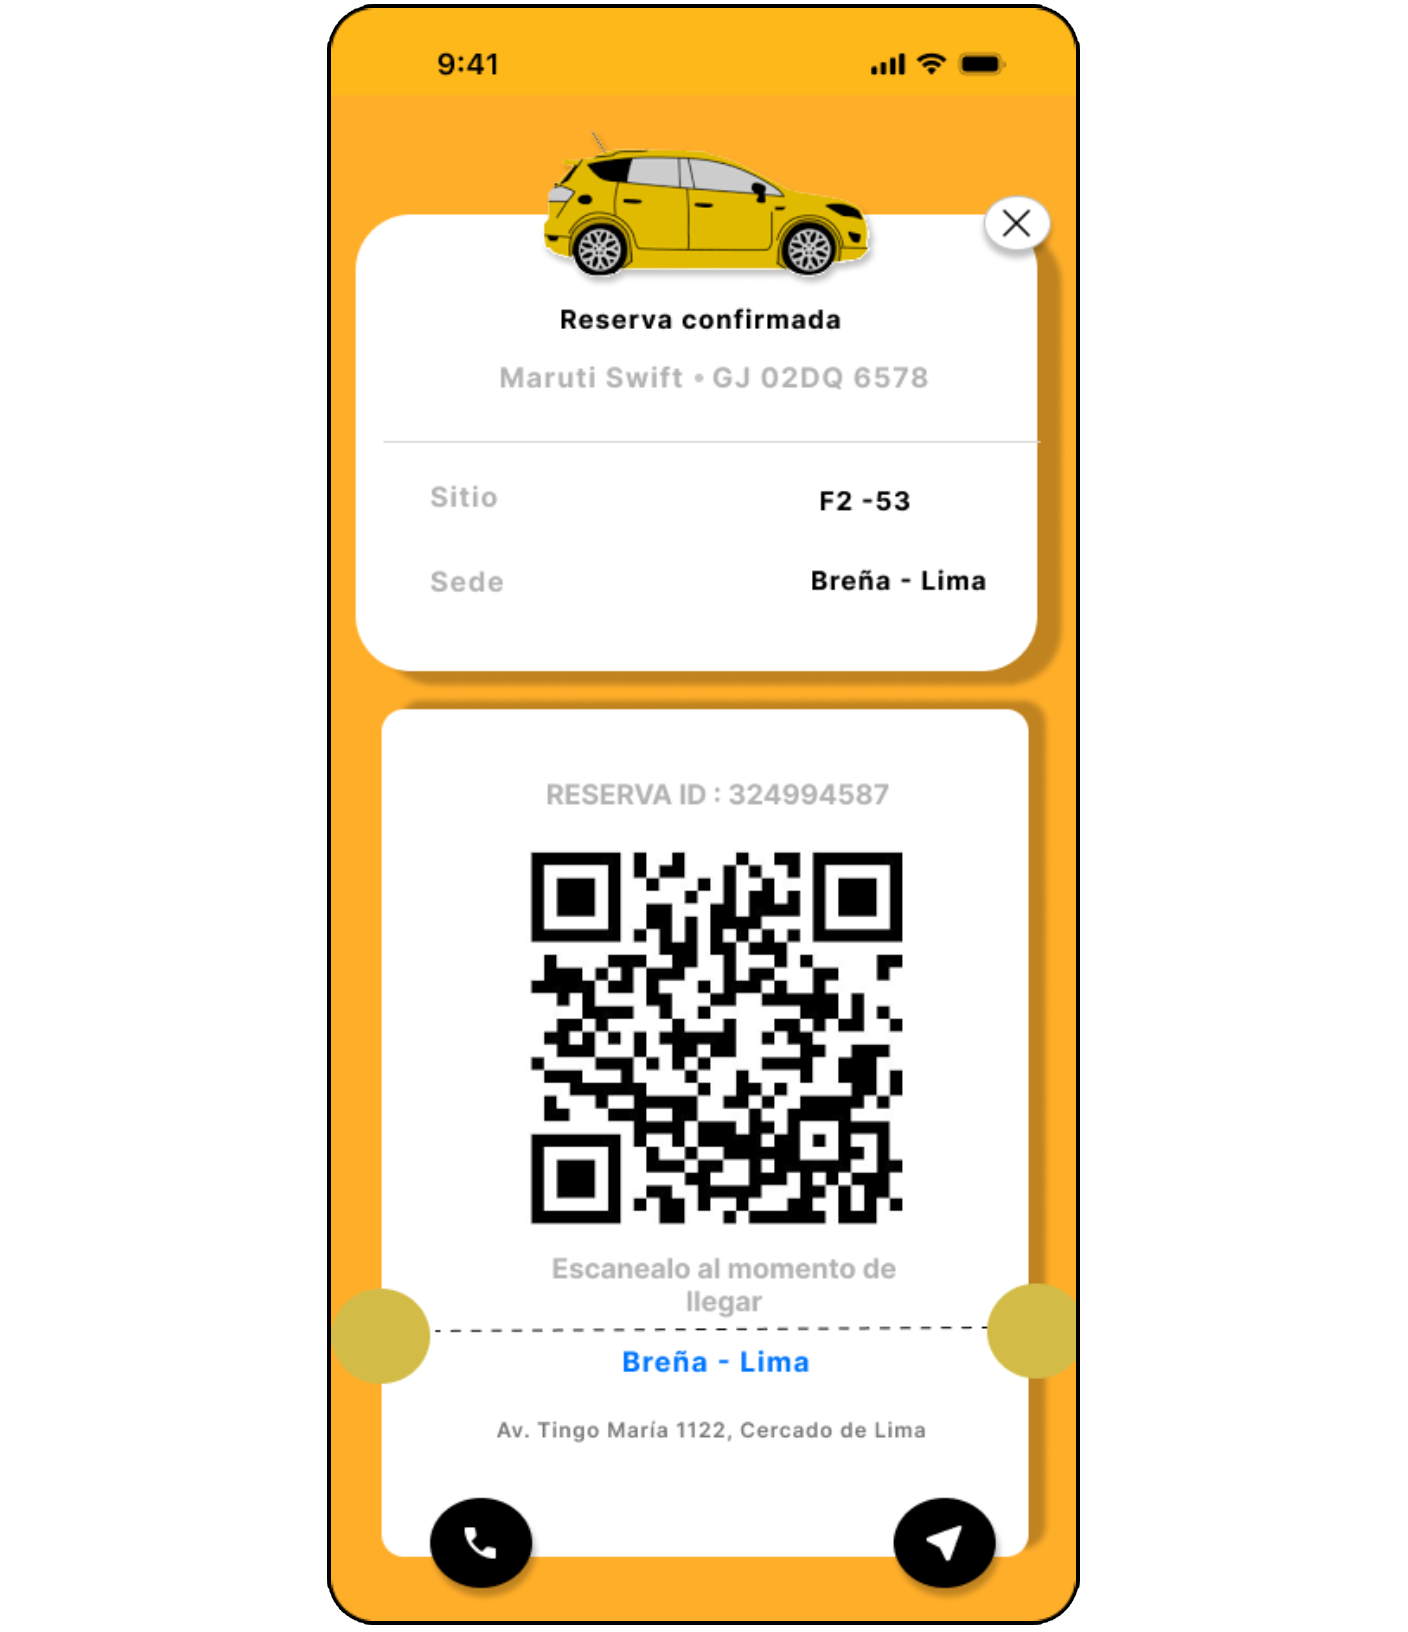 9:41
Reserva confirmada
Maruti Swift • GJ 02DQ 6578
Sitio
F2 -53
Sede
Breña - Lima
RESERVA ID : 324994587
Escanealo al momento de
llegar
Breña - Lima
Av. Tingo María 1122, Cercado de Lima